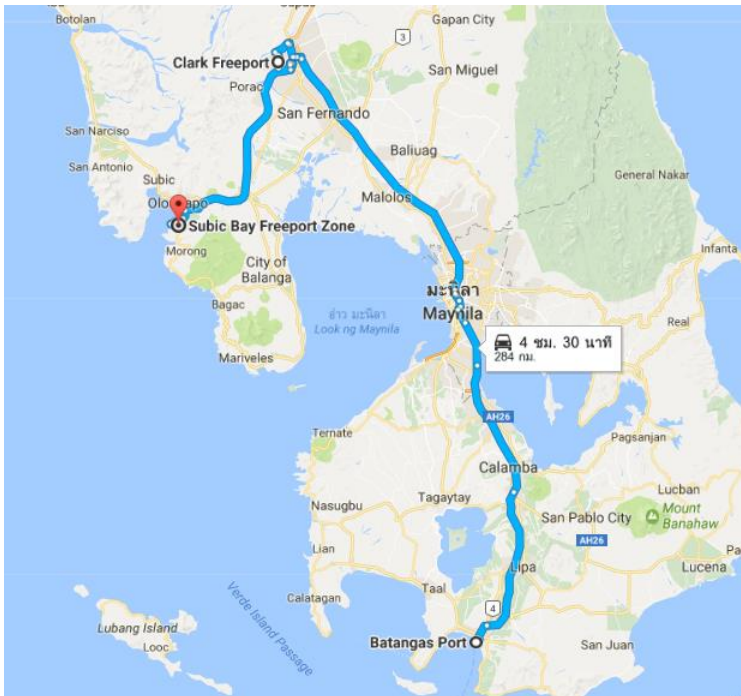 Botolan
Capas
Gapan City
3
Clark Freeport
San Miguel
Porac
San Fernando
Baliuag
San Narciso
San Antonio
Subic
Malolos
General Nakar
Subic Bay Freeport Zone
Morong
City of
Balanga
มะนิลา
Maynila
Infanta
Bagac
อ่าว มะนิลา
Look ng Maynila
Real
Mariveles
4 ชม. 30 นาที
284 กม.
AH26
Ternate
Pagsanjan
Calamba
Tagaytay
Lucban
Nasugbu
San Pablo City
Mount
Banahaw
AH26
Lian
Lipa
Lucena
Taal
Calatagan
4
Verde Island
Passage
Lubang Island
Looc
Batangas Port
San Juan